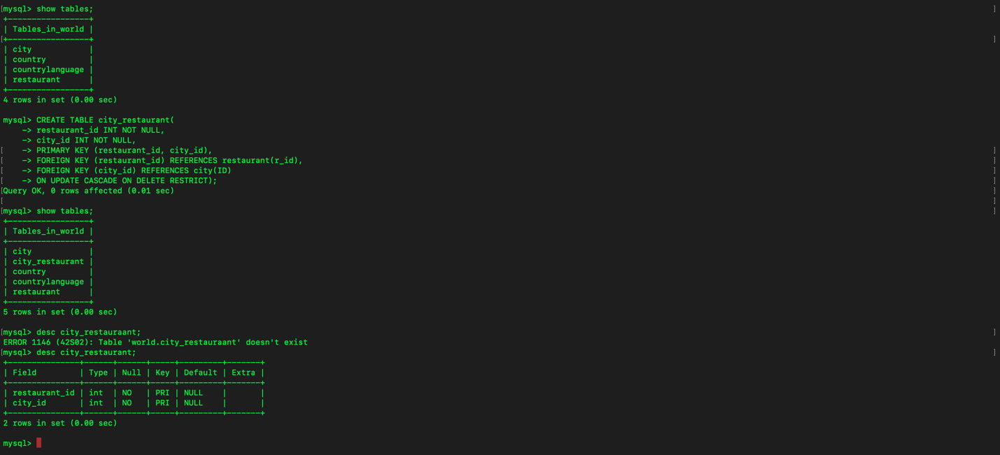 [mysql> show tables; ]
+-----------------+
| Tables_in_world |
[+-----------------+ ]
| city            |
| country         |
| countrylanguage |
| restaurant      |
+-----------------+
4 rows in set (0.00 sec)
mysql> CREATE TABLE city_restaurant(
    -> restaurant_id INT NOT NULL,
    -> city_id INT NOT NULL,
[    -> PRIMARY KEY (restaurant_id, city_id), ]
[    -> FOREIGN KEY (restaurant_id) REFERENCES restaurant(r_id), ]
[    -> FOREIGN KEY (city_id) REFERENCES city(ID) ]
[    -> ON UPDATE CASCADE ON DELETE RESTRICT); ]
[Query OK, 0 rows affected (0.01 sec) ]
[ ]
[mysql> show tables; ]
+-----------------+
| Tables_in_world |
+-----------------+
| city            |
| city_restaurant |
| country         |
| countrylanguage |
| restaurant      |
+-----------------+
5 rows in set (0.00 sec)
[mysql> desc city_restauraant; ]
ERROR 1146 (42S02): Table 'world.city_restauraant' doesn't exist
[mysql> desc city_restaurant; ]
+---------------+------+------+-----+---------+-------+
| Field         | Type | Null | Key | Default | Extra |
+---------------+------+------+-----+---------+-------+
| restaurant_id | int  | NO   | PRI | NULL    |       |
| city_id       | int  | NO   | PRI | NULL    |       |
+---------------+------+------+-----+---------+-------+
2 rows in set (0.00 sec)
mysql>